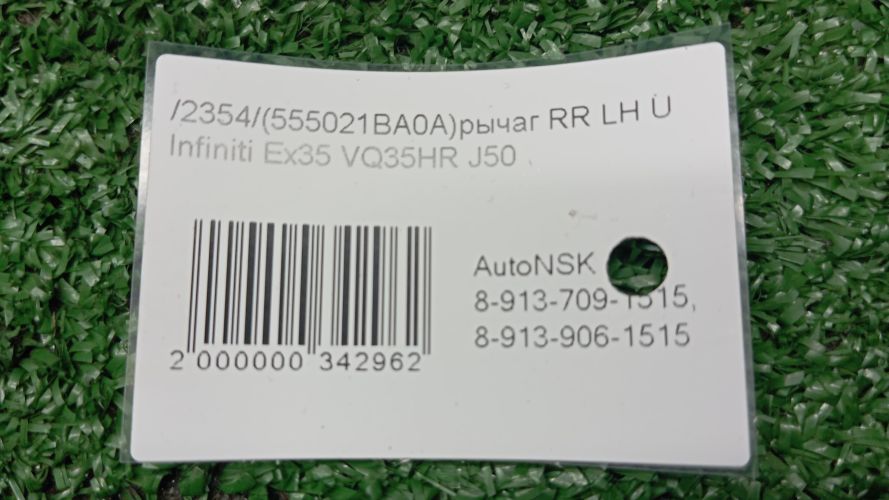 /2354/(555021BA0A)рычаг RR LH U
Infiniti Ex35 VQ35HR J50
AutoNSK
8-913-709-1515,
8-913-906-1515
2 000000 342962